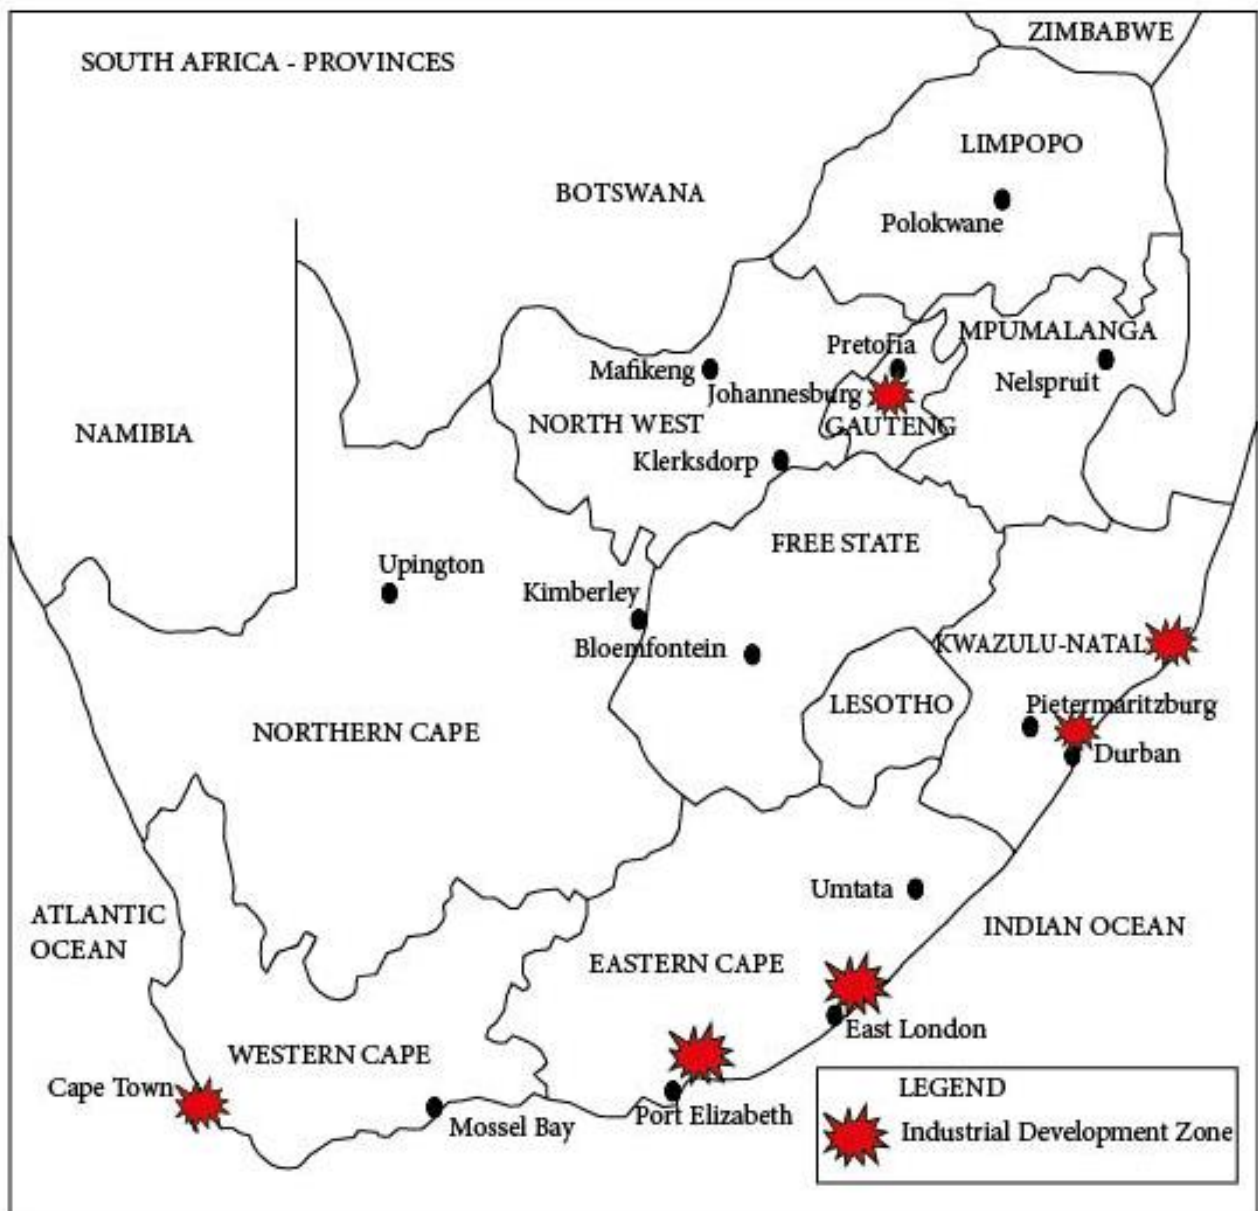 ZIMBABWE
SOUTH AFRICA - PROVINCES
LIMPOPO
BOTSWANA
Polokwane
MPUMALANGA
Pretoria
Mafikeng
Nelspruit
Johannesburg
NORTH WEST
GAUTENG
NAMIBIA
Klerksdorp
FREE STATE
Upington
Kimberley
KWAZULU-NATAL
Bloemfontein
LESOTHO
Pietermaritzburg
NORTHERN CAPE
Durban
Umtata
ATLANTIC
OCEAN
INDIAN OCEAN
EASTERN CAPE
East London
WESTERN CAPE
Cape Town
Port Elizabeth
Mossel Bay
LEGEND
Industrial Development Zone